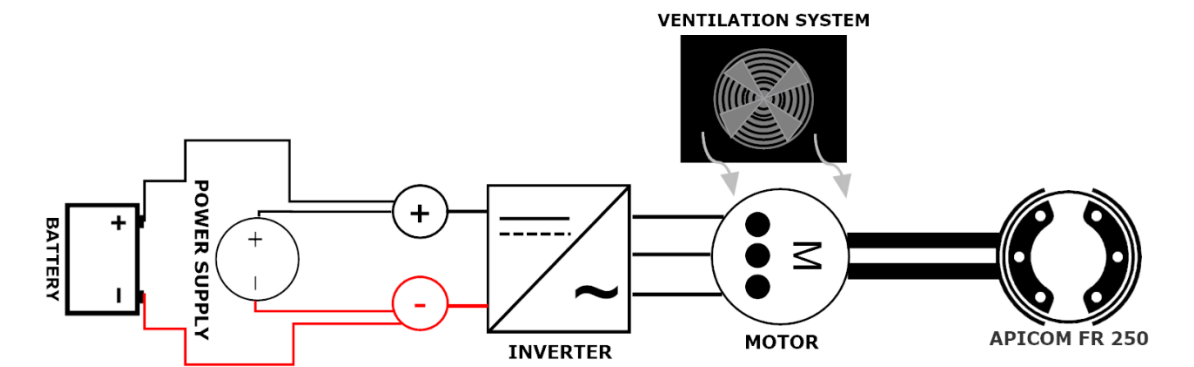 VENTILATION SYSTEM
POWER SUPPLY
BATTERY
+
-
+
-
+
-
~
M
INVERTER
MOTOR
APICOM FR 250